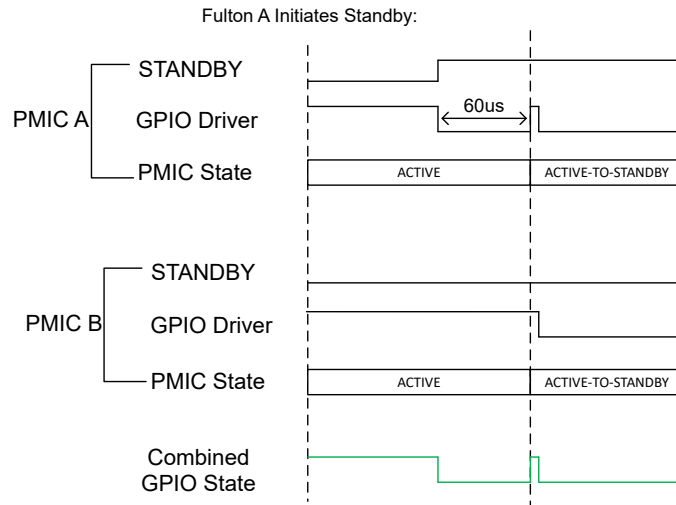 Fulton A Initiates Standby:
STANDBY
PMIC A
GPIO Driver
60us
PMIC State
ACTIVE
ACTIVE-TO-STANDBY
STANDBY
PMIC B
GPIO Driver
PMIC State
ACTIVE
ACTIVE-TO-STANDBY
Combined
GPIO State